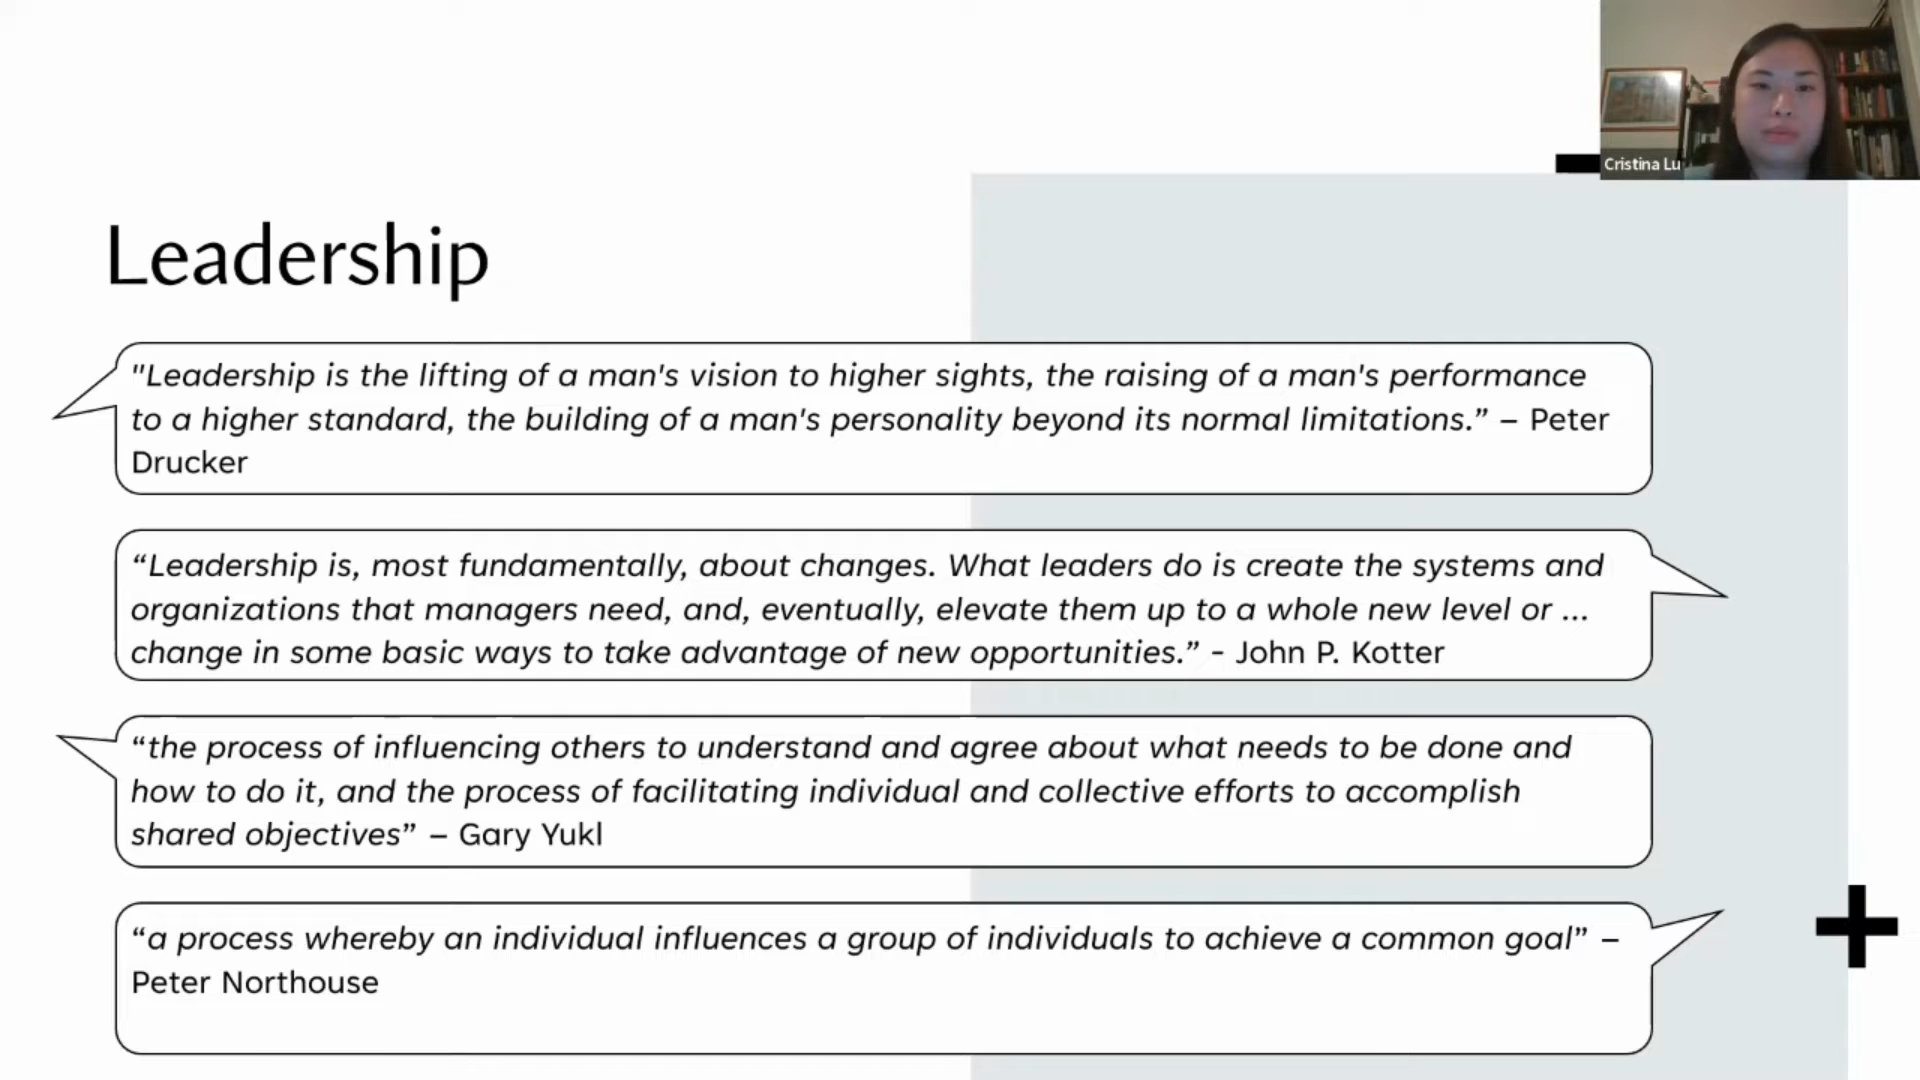 Cristina Lu
Leadership
"Leadership is the lifting of a man's vision to higher sights, the raising of a man's performance
to a higher standard, the building of a man's personality beyond its normal limitations.” – Peter
Drucker
“Leadership is, most fundamentally, about changes. What leaders do is create the systems and
organizations that managers need, and, eventually, elevate them up to a whole new level or ...
change in some basic ways to take advantage of new opportunities.” - John P. Kotter
“the process of influencing others to understand and agree about what needs to be done and
how to do it, and the process of facilitating individual and collective efforts to accomplish
shared objectives” – Gary Yukl
“a process whereby an individual influences a group of individuals to achieve a common goal” –
Peter Northouse